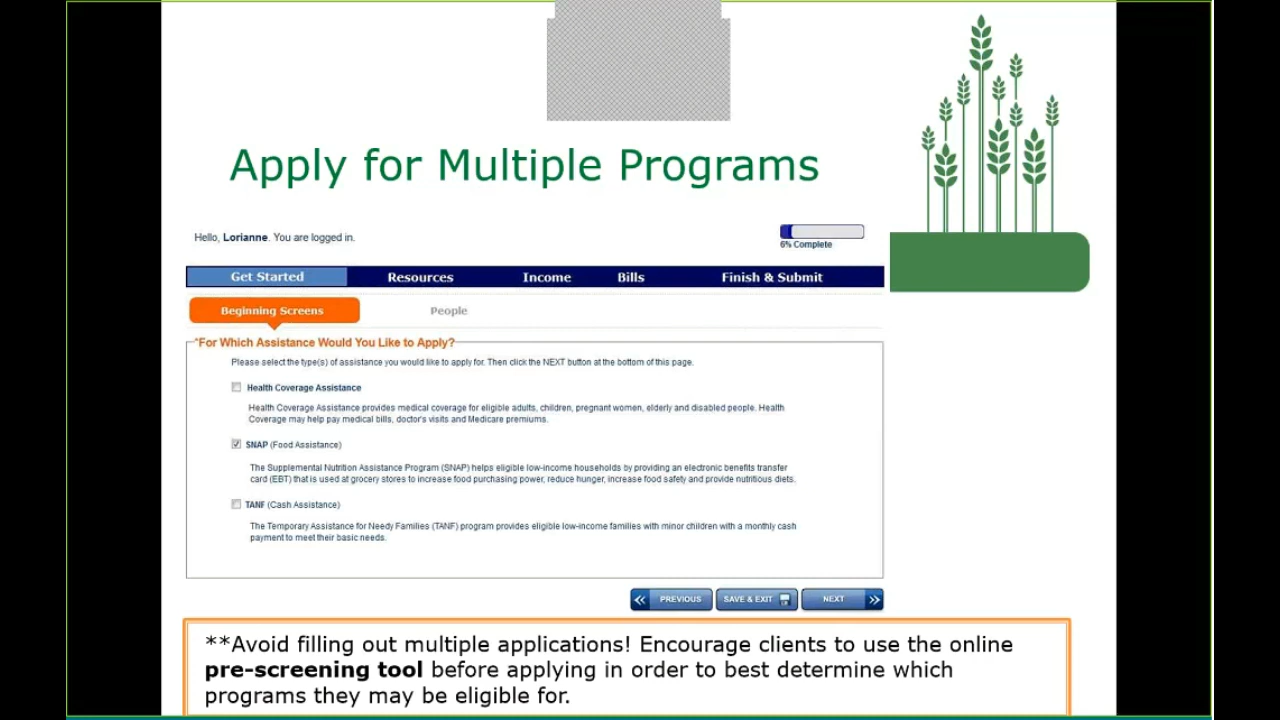 Apply for Multiple Programs
Hello, Lorianne. You are logged in.
6% Complete
Get Started Resources Income Bills Finish & Submit
Beginning Screens People
*For Which Assistance Would You Like to Apply?
Please select the type(s) of assistance you would like to apply for. Then click the NEXT button at the bottom of this page.
Health Coverage Assistance
Health Coverage Assistance provides medical coverage for eligible adults, children, pregnant women, elderly and disabled people. Health
Coverage may help pay medical bills, doctor's visits and Medicare premiums.
SNAP (Food Assistance)
The Supplemental Nutrition Assistance Program (SNAP) helps eligible low-income households by providing an electronic benefits transfer
card (EBT) that is used at grocery stores to increase food purchasing power, reduce hunger, increase food safety and provide nutritious diets.
TANF (Cash Assistance)
The Temporary Assistance for Needy Families (TANF) program provides eligible low-income families with minor children with a monthly cash
payment to meet their basic needs.
PREVIOUS SAVE & EXIT NEXT
**Avoid filling out multiple applications! Encourage clients to use the online
pre-screening tool before applying in order to best determine which
programs they may be eligible for.